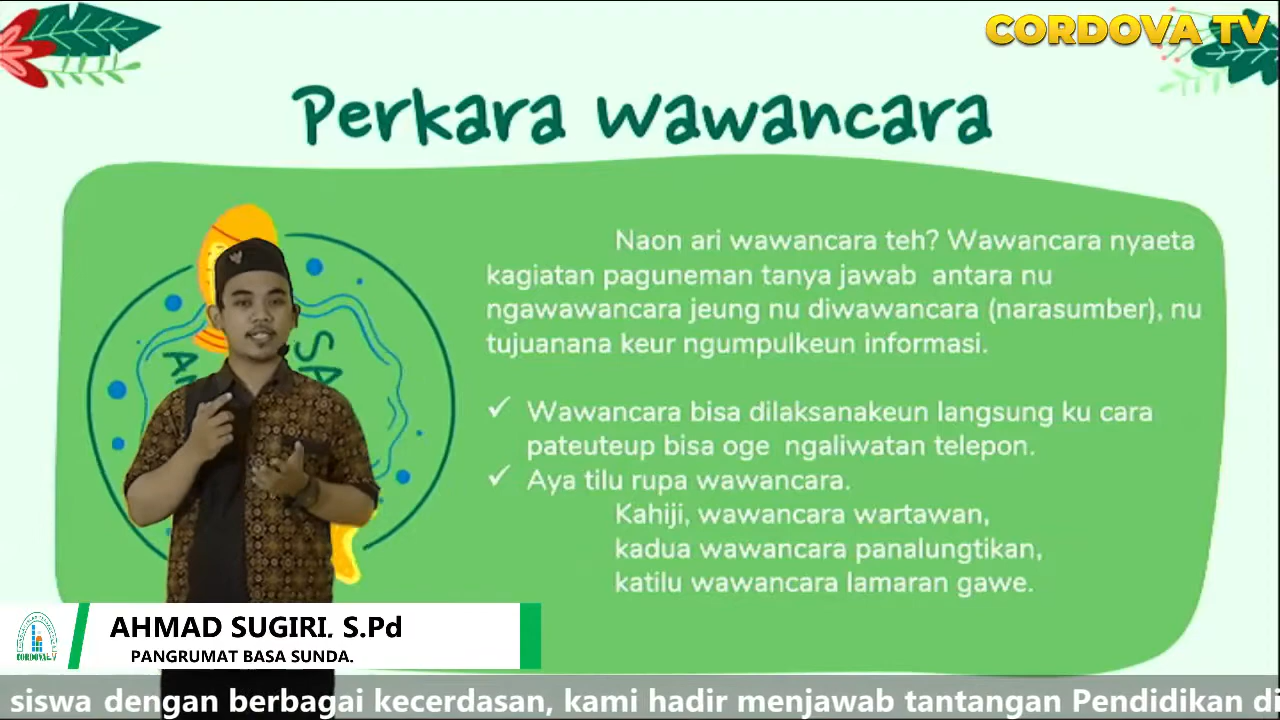 CORDOVA TV
Perkara wawancara
Naon ari wawancara teh? Wawancara nyaeta
kagiatan paguneman tanya jawab antara nu
ngawawancara jeung nu diwawancara (narasumber), nu
tujuanana keur ngumpulkeun informasi.
✓ Wawancara bisa dilaksanakeun langsung ku cara
pateuteup bisa oge ngaliwatan telepon.
✓ Aya tilu rupa wawancara.
Kahiji, wawancara wartawan,
kadua wawancara panalungtikan,
katilu wawancara lamaran gawe.
AHMAD SUGIRI, S.Pd
PANGRUMAT BASA SUNDA.
siswa dengan berbagai kecerdasan, kami hadir menjawab tantangan Pendidikan di